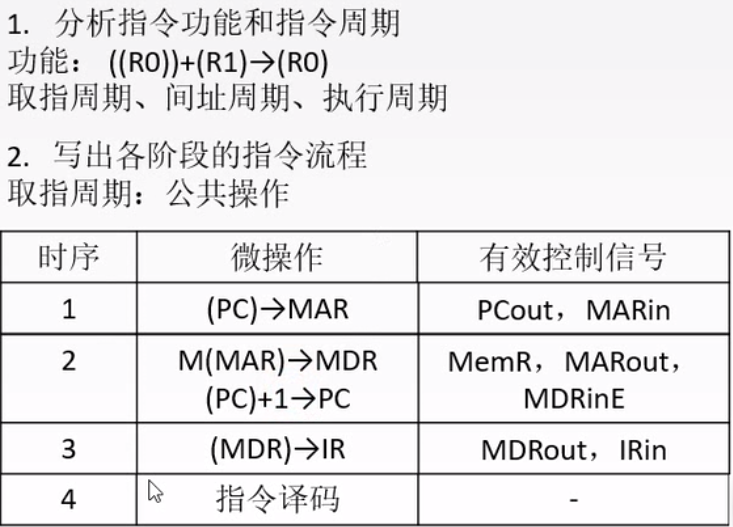 1. 分析指令功能和指令周期
功能： ((R0))+(R1)→(R0)
取指周期、间址周期、执行周期
2. 写出各阶段的指令流程
取指周期：公共操作
时序 微操作 有效控制信号
1 (PC)→MAR PCout，MARin
2 M(MAR)→MDR MemR，MARout，
(PC)+1→PC MDRinE
3 (MDR)→IR MDRout，IRin
4 指令译码 -